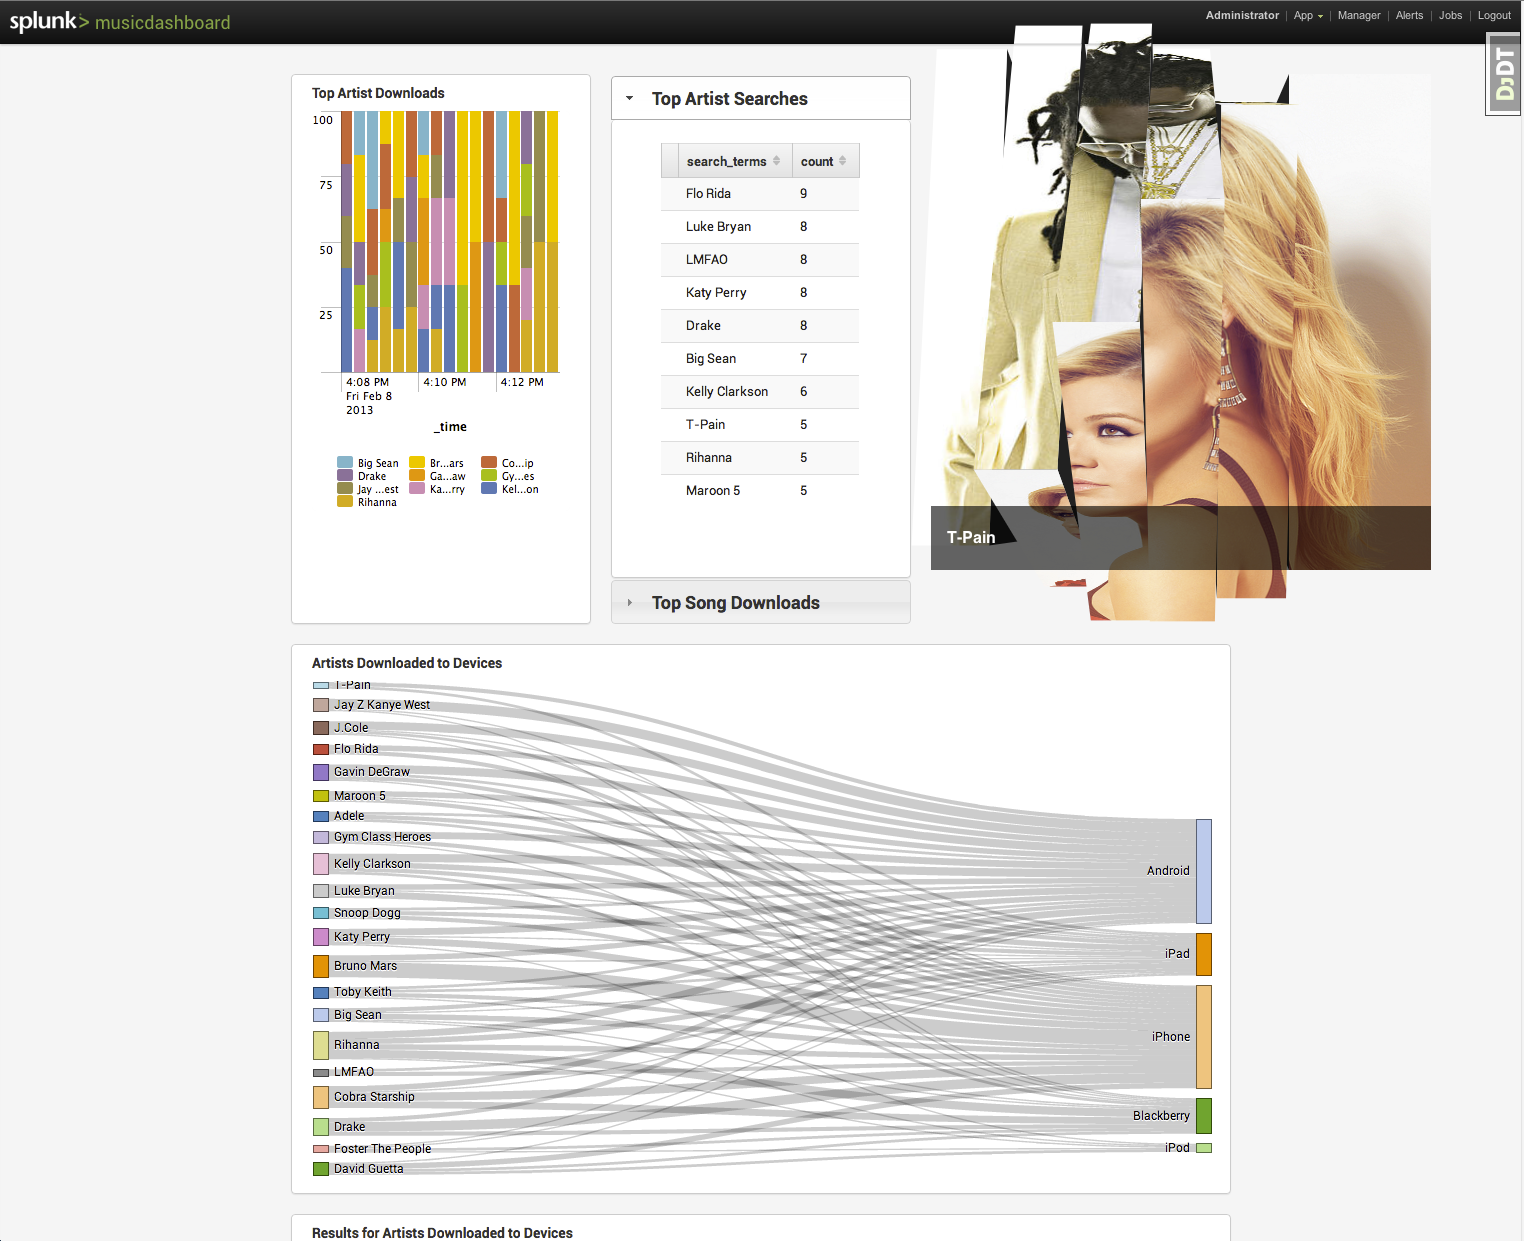 splunk> musicdashboard
Administrator | App | Manager | Alerts | Jobs | Logout
DjDT
Top Artist Downloads
100
75
50
25
4:08 PM 4:10 PM 4:12 PM
Fri Feb 8
2013
_time
Big Sean Br...ars Co...ip
Drake Ga...aw Gy...es
Jay ...est Ka...rry Kel...on
Rihanna
Top Artist Searches
search_terms count
Flo Rida 9
Luke Bryan 8
LMFAO 8
Katy Perry 8
Drake 8
Big Sean 7
Kelly Clarkson 6
T-Pain 5
Rihanna 5
Maroon 5 5
Top Song Downloads
T-Pain
Artists Downloaded to Devices
T-Pain
Jay Z Kanye West
J.Cole
Flo Rida
Gavin DeGraw
Maroon 5
Adele
Gym Class Heroes
Kelly Clarkson
Luke Bryan
Snoop Dogg
Katy Perry
Bruno Mars
Toby Keith
Big Sean
Rihanna
LMFAO
Cobra Starship
Drake
Foster The People
David Guetta
Android
iPad
iPhone
Blackberry
iPod
Results for Artists Downloaded to Devices